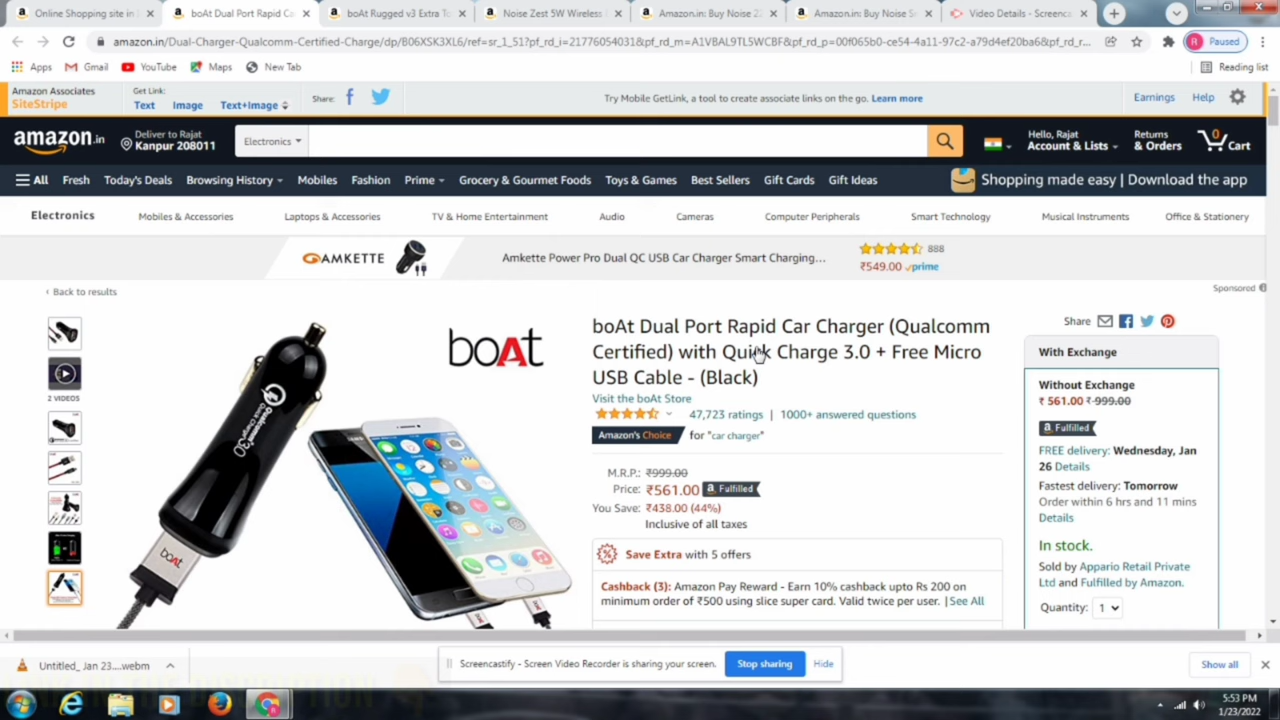 Online Shopping site in I
boAt Dual Port Rapid Ca
boAt Rugged v3 Extra To
Noise Zest 5W Wireless
Amazon.in: Buy Noise 2
Amazon.in: Buy Noise S
Video Details - Screenca
amazon.in/Dual-Charger-Qualcomm-Certified-Charge/dp/B06XSK3XL6/ref=sr_1_51?pf_rd_i=21776054031&pf_rd_m=A1VBAL9TL5WCBF&pf_rd_p=00f065b0-ce54-4a11-97c2-a79d4ef20ba6&pf_rd_r...
R Paused
Apps Gmail YouTube Maps New Tab Reading list
Amazon Associates
SiteStripe
Get Link:
Text Image Text+Image
Share:
Try Mobile GetLink, a tool to create associate links on the go. Learn more
Earnings Help
amazon.in
Deliver to Rajat
Kanpur 208011
Electronics
Hello, Rajat
Account & Lists
Returns
& Orders
0
Cart
All Fresh Today's Deals Browsing History Mobiles Fashion Prime Grocery & Gourmet Foods Toys & Games Best Sellers Gift Cards Gift Ideas
Shopping made easy | Download the app
Electronics Mobiles & Accessories Laptops & Accessories TV & Home Entertainment Audio Cameras Computer Peripherals Smart Technology Musical Instruments Office & Stationery
AMKETTE
Amkette Power Pro Dual QC USB Car Charger Smart Charging...
888
₹549.00 prime
Sponsored
‹ Back to results
2 VIDEOS
boAt
Qualcomm
Quick Charge
3.0
boAt
boAt Dual Port Rapid Car Charger (Qualcomm
Certified) with Quick Charge 3.0 + Free Micro
USB Cable - (Black)
Visit the boAt Store
47,723 ratings | 1000+ answered questions
Amazon's Choice for "car charger"
M.R.P.: ₹999.00
Price: ₹561.00 a Fulfilled
You Save: ₹438.00 (44%)
Inclusive of all taxes
Save Extra with 5 offers
Cashback (3): Amazon Pay Reward - Earn 10% cashback upto Rs 200 on
minimum order of ₹500 using slice super card. Valid twice per user. |See All
Share
With Exchange
Without Exchange
₹ 561.00 ₹ 999.00
a Fulfilled
FREE delivery: Wednesday, Jan
26 Details
Fastest delivery: Tomorrow
Order within 6 hrs and 11 mins
Details
In stock.
Sold by Appario Retail Private
Ltd and Fulfilled by Amazon.
Quantity: 1
Untitled_ Jan 23....webm
Screencastify - Screen Video Recorder is sharing your screen.
Stop sharing
Hide
Show all
5:53 PM
1/23/2022